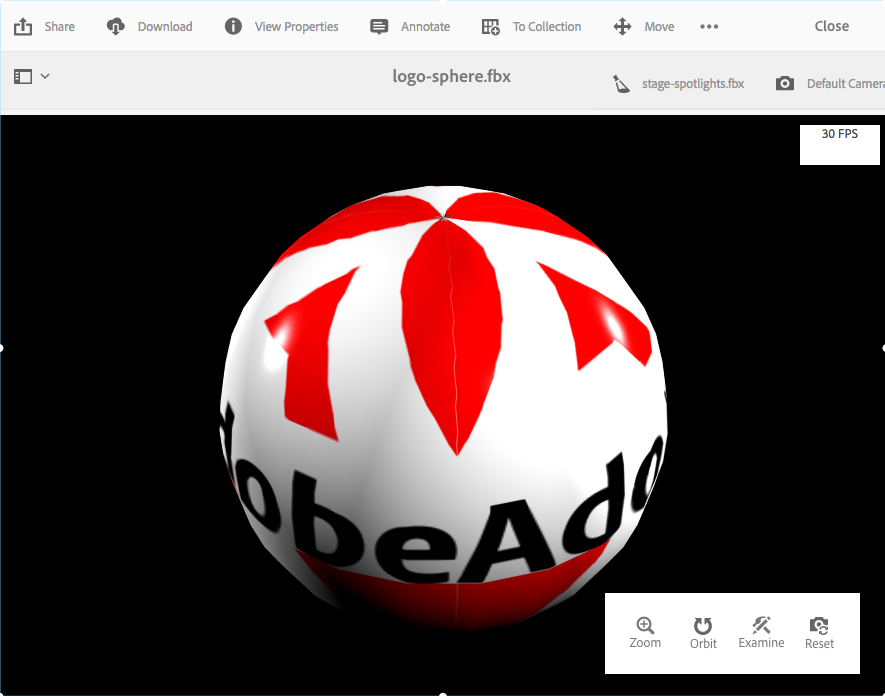 Share Download View Properties Annotate To Collection Move Close
logo-sphere.fbx stage-spotlights.fbx Default Camera
30 FPS
obeAdo
Zoom Orbit Examine Reset